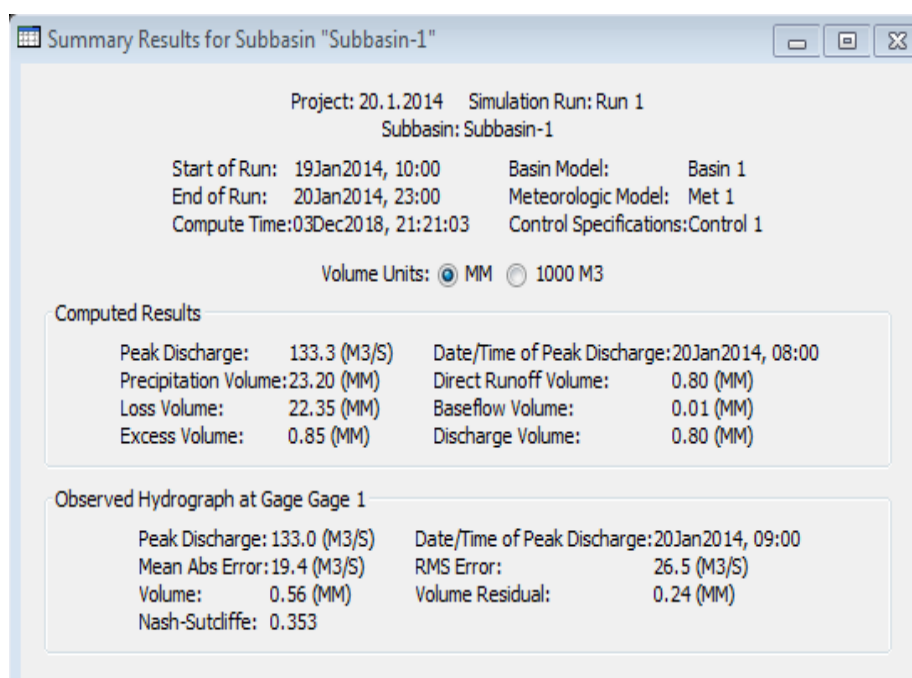 Summary Results for Subbasin "Subbasin-1"
Project: 20.1.2014 Simulation Run: Run 1
Subbasin: Subbasin-1
Start of Run: 19Jan2014, 10:00 Basin Model: Basin 1
End of Run: 20Jan2014, 23:00 Meteorologic Model: Met 1
Compute Time:03Dec2018, 21:21:03 Control Specifications:Control 1
Volume Units: MM 1000 M3
Computed Results
Peak Discharge: 133.3 (M3/S) Date/Time of Peak Discharge:20Jan2014, 08:00
Precipitation Volume:23.20 (MM) Direct Runoff Volume: 0.80 (MM)
Loss Volume: 22.35 (MM) Baseflow Volume: 0.01 (MM)
Excess Volume: 0.85 (MM) Discharge Volume: 0.80 (MM)
Observed Hydrograph at Gage Gage 1
Peak Discharge:133.0 (M3/S) Date/Time of Peak Discharge:20Jan2014, 09:00
Mean Abs Error:19.4 (M3/S) RMS Error: 26.5 (M3/S)
Volume: 0.56 (MM) Volume Residual: 0.24 (MM)
Nash-Sutcliffe: 0.353